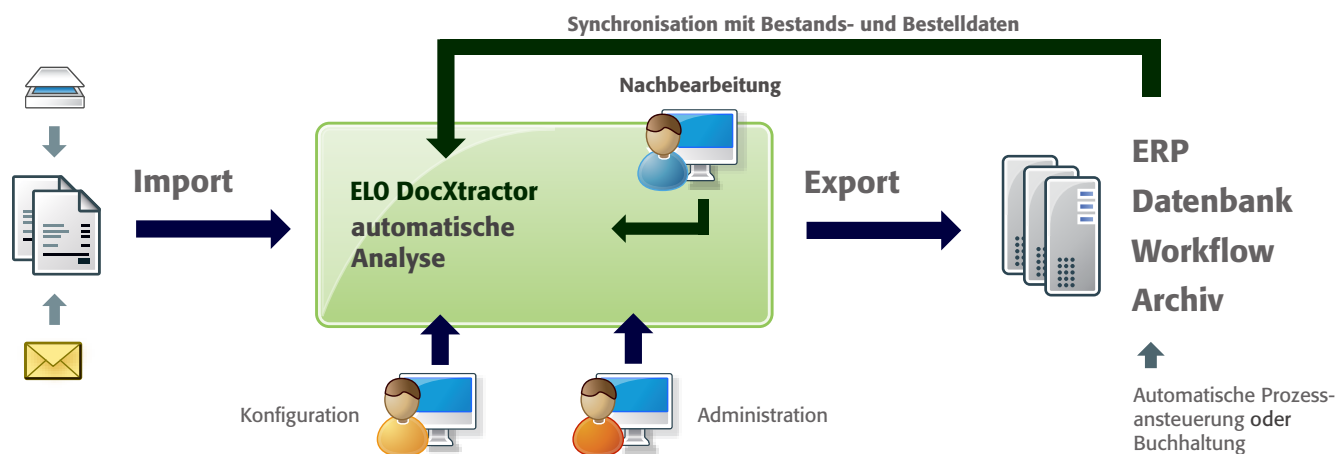 Synchronisation mit Bestands- und Bestelldaten
Nachbearbeitung
Import
ELO DocXtractor
automatische
Analyse
Export
ERP
Datenbank
Workflow
Archiv
Konfiguration
Administration
Automatische Prozess-
ansteuerung oder
Buchhaltung